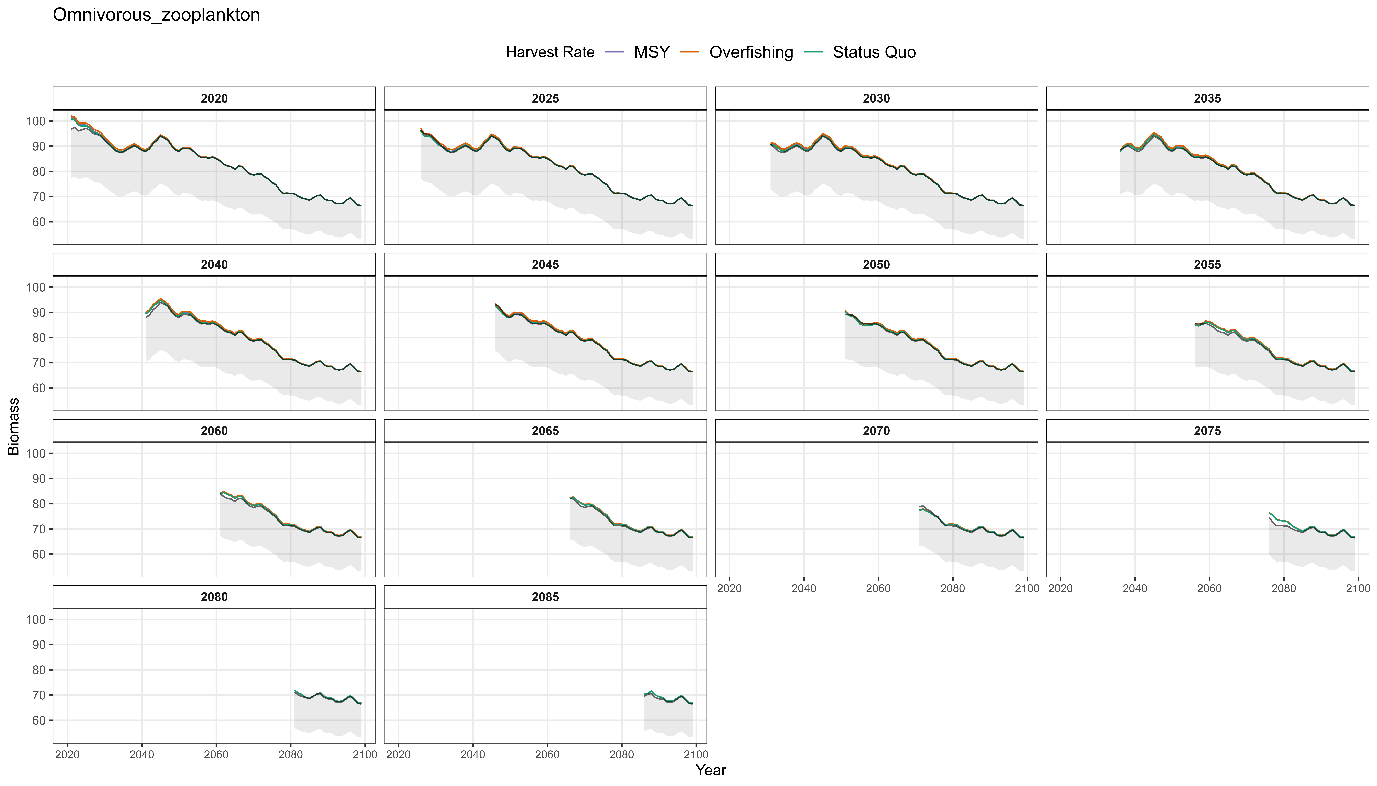 Omnivorous_zooplankton
Harvest Rate MSY Overfishing Status Quo
2020 2025 2030 2035
100
90
80
70
60
2040 2045 2050 2055
100
90
80
70
60
Biomass
2060 2065 2070 2075
100
90
80
70
60
2020 2040 2060 2080 2100 2020 2040 2060 2080 2100
2080 2085
100
90
80
70
60
2020 2040 2060 2080 2100 2020 2040 2060 2080 2100
Year